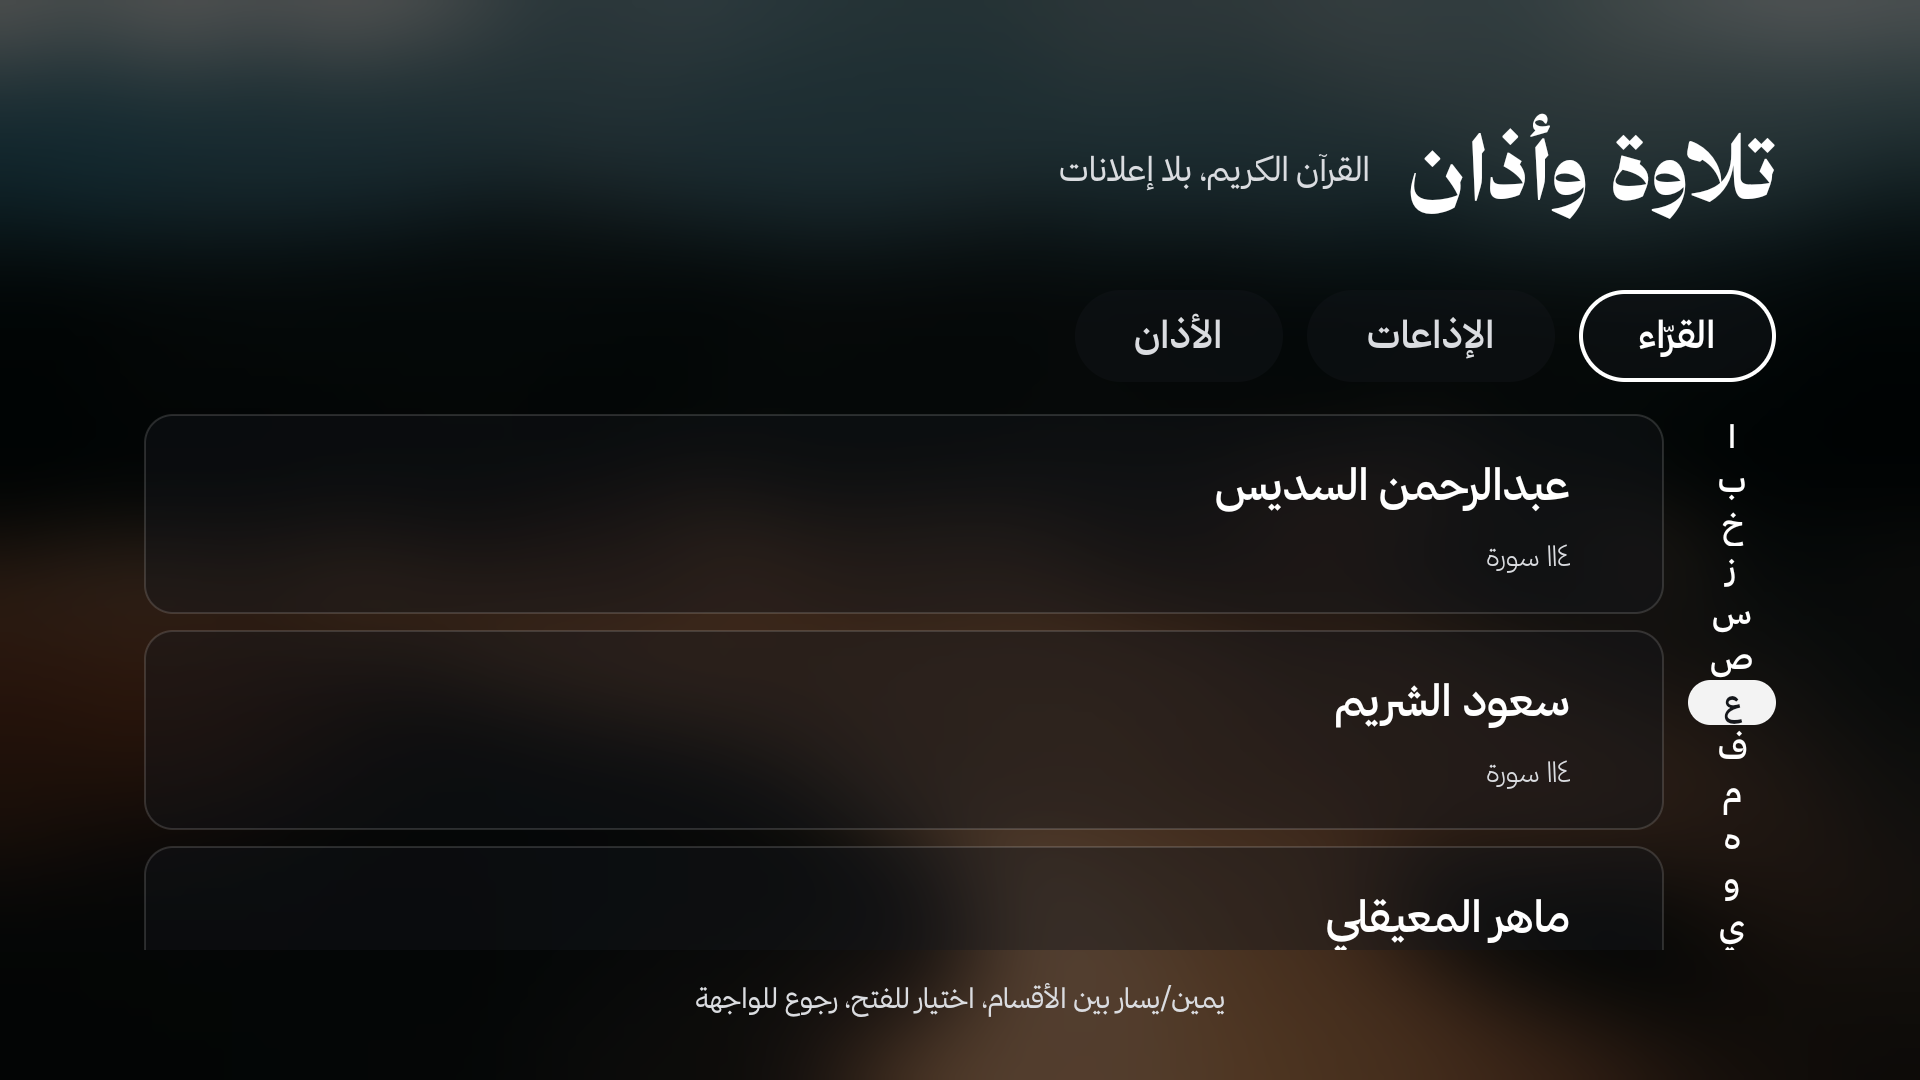 تلاوة وأذان
القرآن الكريم، بلا إعلانات
القرّاء
الإذاعات
الأذان
ا
ب
خ
ز
س
ص
ع
ف
م
ه
و
ي
عبدالرحمن السديس
١١٤ سورة
سعود الشريم
١١٤ سورة
ماهر المعيقلي
يمين/يسار بين الأقسام، اختيار للفتح، رجوع للواجهة